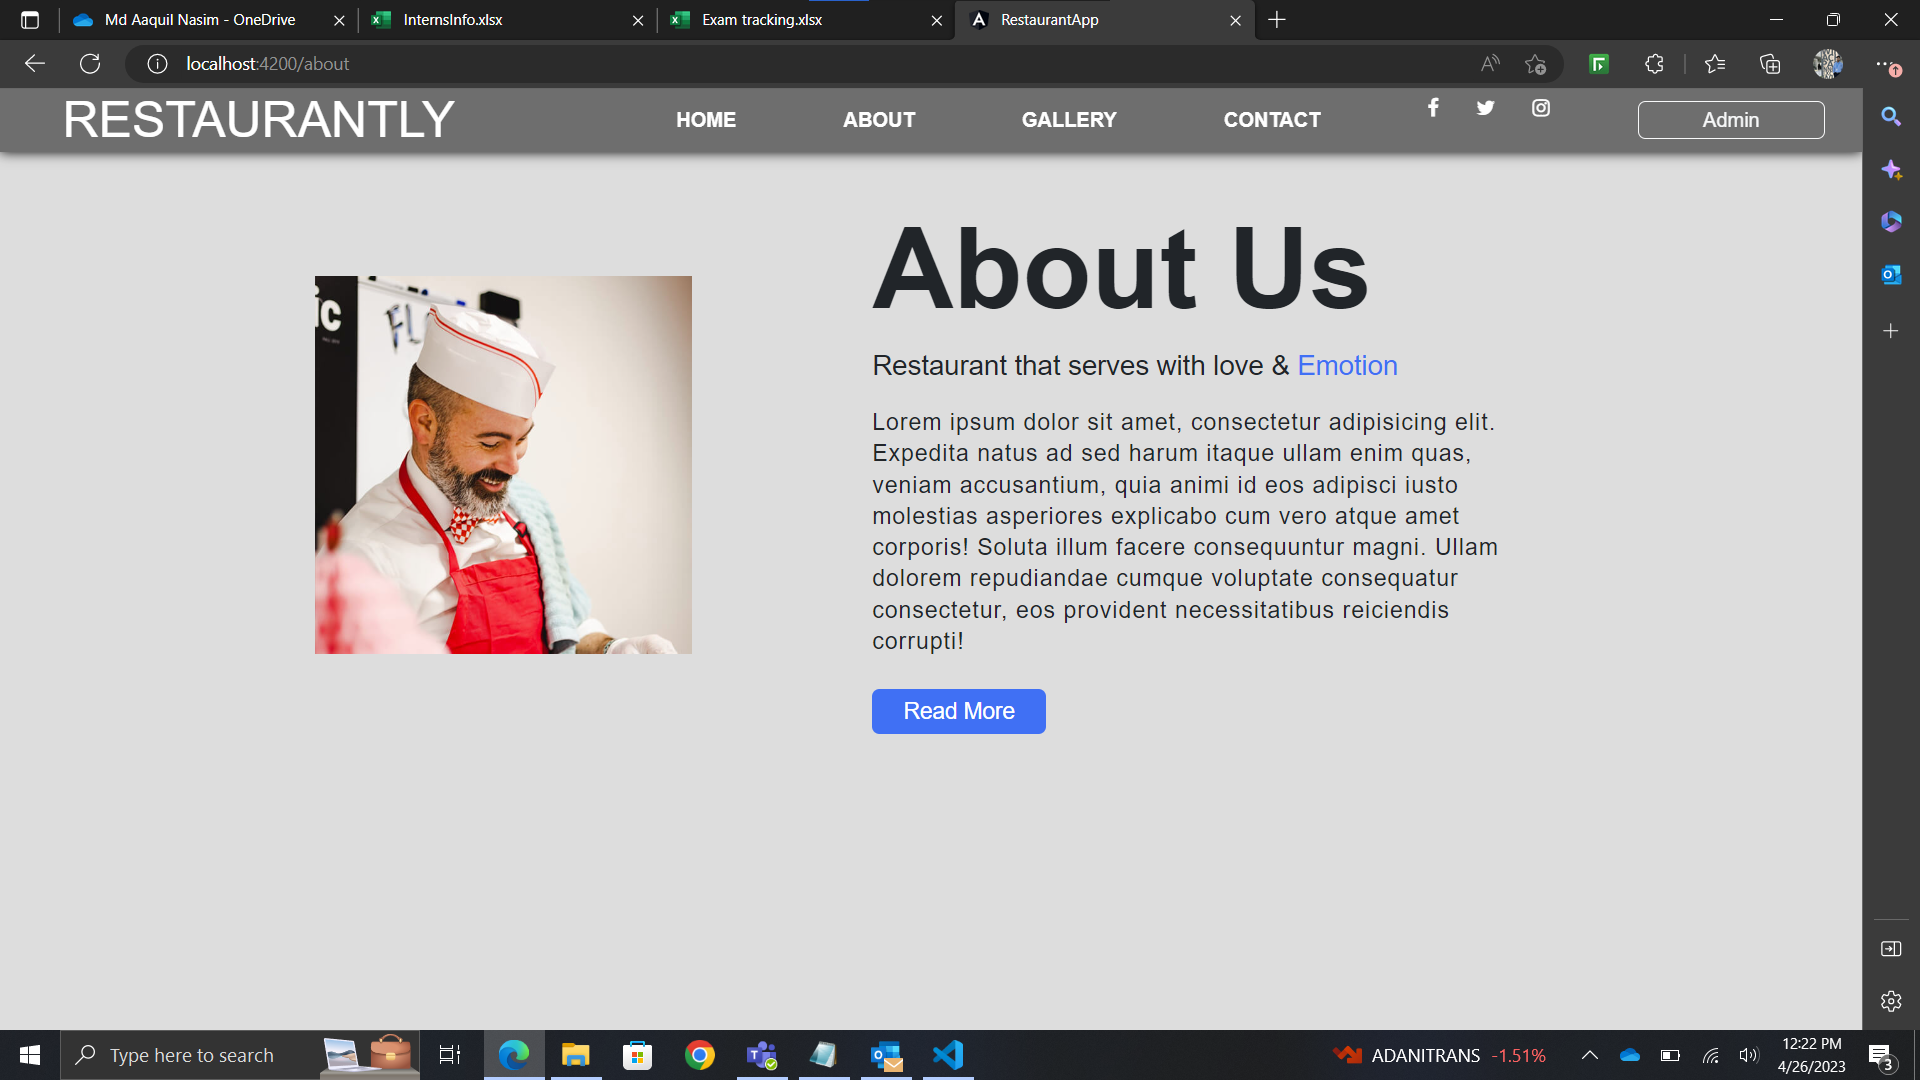 Md Aaquil Nasim - OneDrive
InternsInfo.xlsx
Exam tracking.xlsx
RestaurantApp
localhost:4200/about
RESTAURANTLY
HOME
ABOUT
GALLERY
CONTACT
Admin
ic
FL
About Us
Restaurant that serves with love & Emotion
Lorem ipsum dolor sit amet, consectetur adipisicing elit.
Expedita natus ad sed harum itaque ullam enim quas,
veniam accusantium, quia animi id eos adipisci iusto
molestias asperiores explicabo cum vero atque amet
corporis! Soluta illum facere consequuntur magni. Ullam
dolorem repudiandae cumque voluptate consequatur
consectetur, eos provident necessitatibus reiciendis
corrupti!
Read More
Type here to search
ADANITRANS -1.51%
12:22 PM
4/26/2023
3